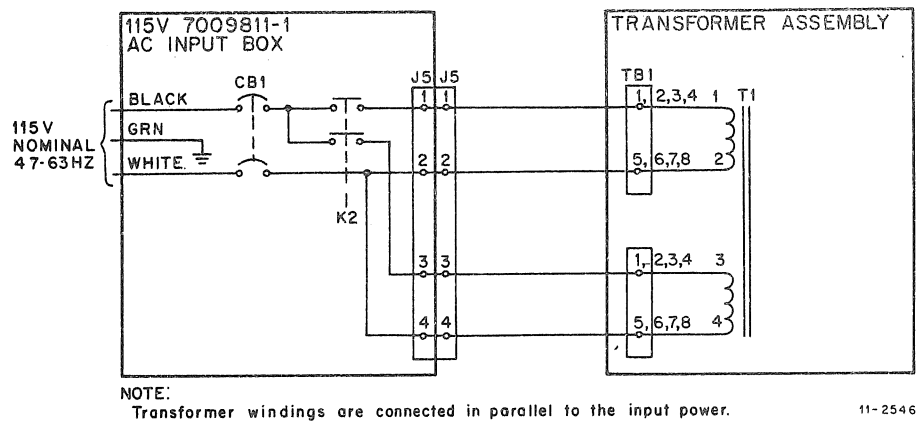 115V 7009811-1
AC INPUT BOX
TRANSFORMER ASSEMBLY
CB1
J5 J5
TB1
BLACK
1 1
1, 2,3,4 1
T1
115V
NOMINAL
47-63HZ
GRN
WHITE
2 2
5, 6,7,8 2
K2
3 3
1, 2,3,4 3
4 4
5, 6,7,8 4
NOTE:
Transformer windings are connected in parallel to the input power.
11-2546